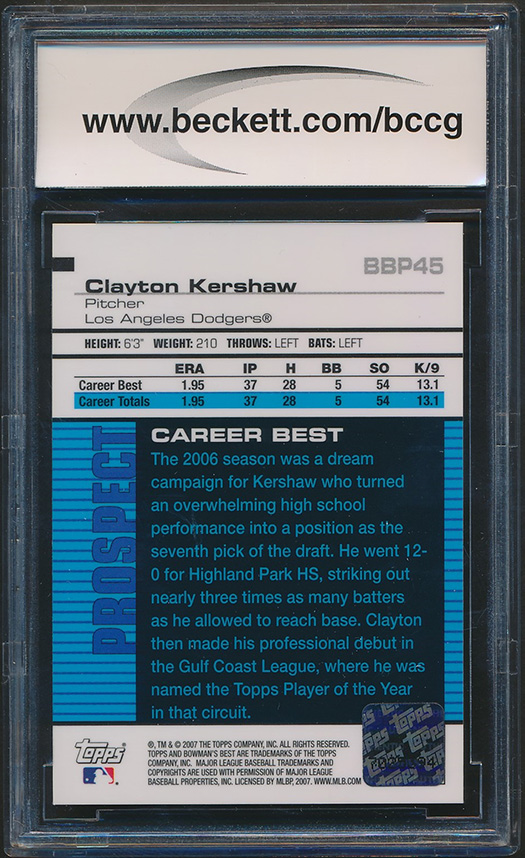 www.beckett.com/bccg
BBP45
Clayton Kershaw
Pitcher
Los Angeles Dodgers®
HEIGHT: 6'3" WEIGHT: 210 THROWS: LEFT BATS: LEFT
ERA IP H BB SO K/9
Career Best 1.95 37 28 5 54 13.1
Career Totals 1.95 37 28 5 54 13.1
PROSPECT
CAREER BEST
The 2006 season was a dream
campaign for Kershaw who turned
an overwhelming high school
performance into a position as the
seventh pick of the draft. He went 12-
0 for Highland Park HS, striking out
nearly three times as many batters
as he allowed to reach base. Clayton
then made his professional debut in
the Gulf Coast League, where he was
named the Topps Player of the Year
in that circuit.
topps
®, TM & © 2007 THE TOPPS COMPANY, INC. ALL RIGHTS RESERVED.
TOPPS AND BOWMAN'S BEST ARE TRADEMARKS OF THE TOPPS
COMPANY, INC. MAJOR LEAGUE BASEBALL TRADEMARKS AND
COPYRIGHTS ARE USED WITH PERMISSION OF MAJOR LEAGUE
BASEBALL PROPERTIES, INC. LICENSED BY MLBP, 2007. WWW.MLB.COM
topps
topps